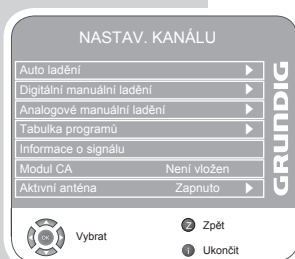 NASTAV. KANÁLU
Auto ladění
Digitální manuální ladění
Analogové manuální ladění
Tabulka programů
Informace o signálu
Modul CA Není vložen
Aktivní anténa Zapnuto
GRUNDIG
OK Vybrat
Z Zpět
i Ukončit